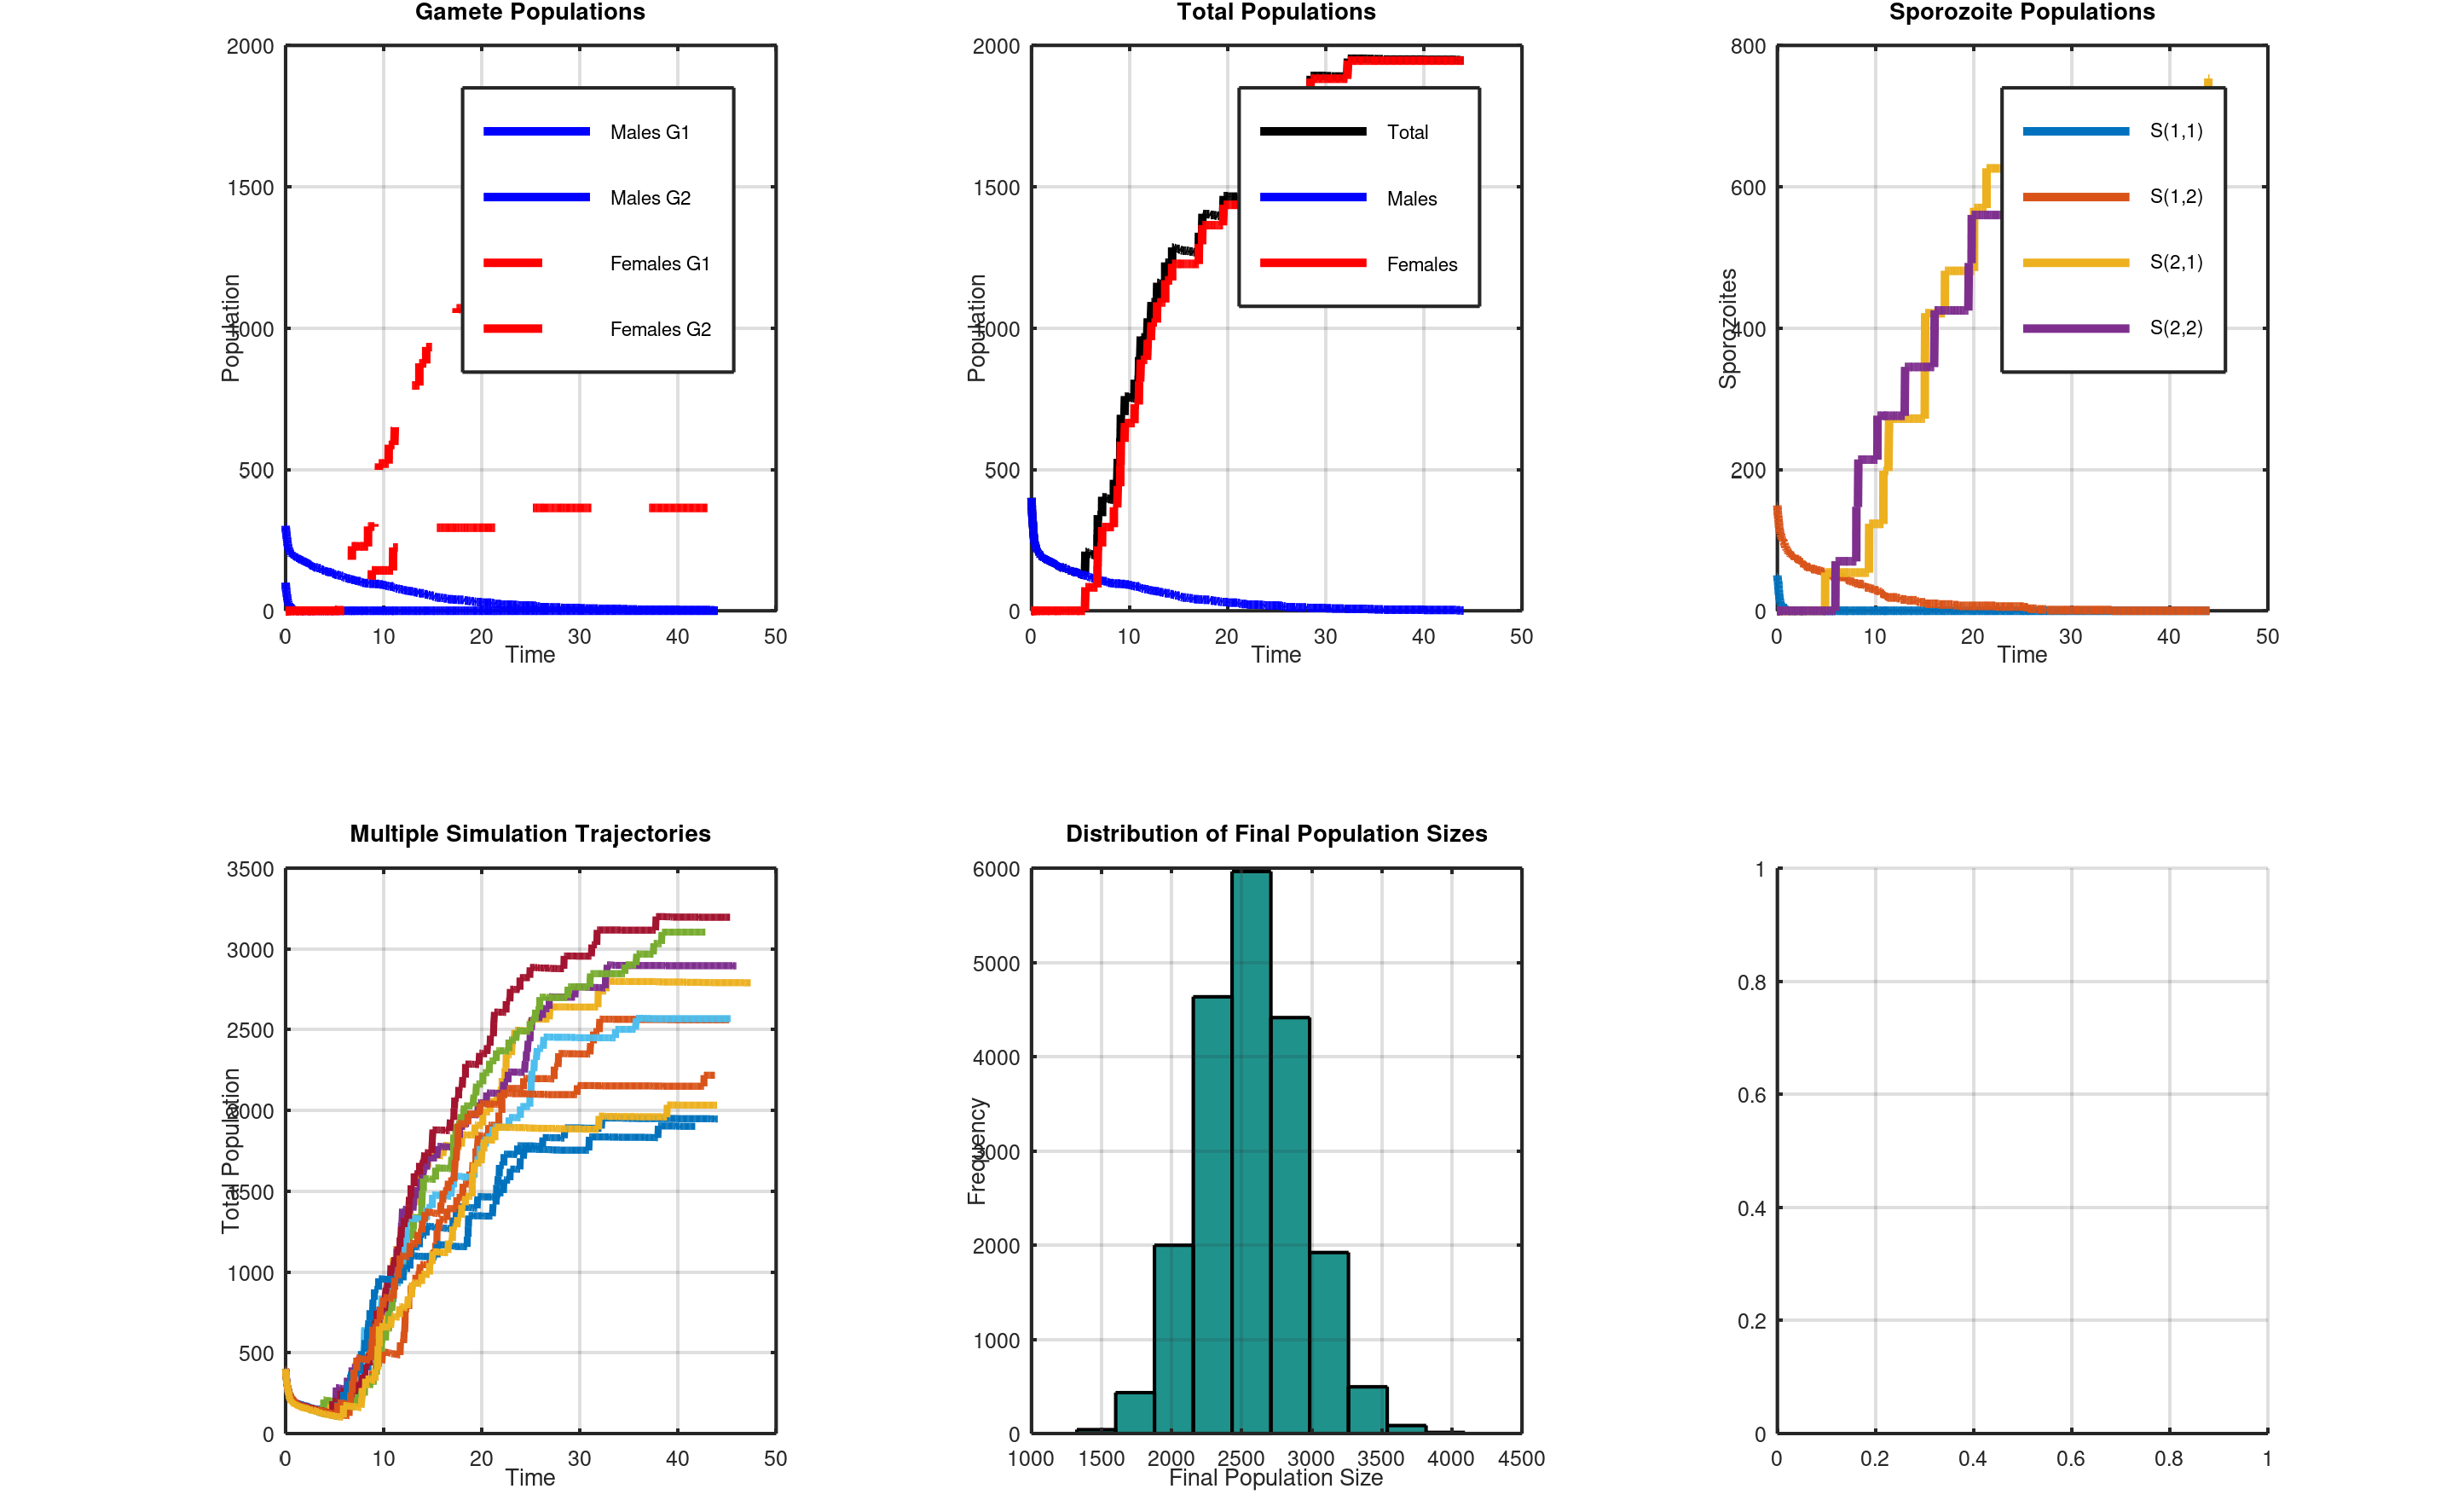 Gamete Populations
2000
1500
1000
500
0
Population
0 10 20 30 40 50
Time
Males G1
Males G2
Females G1
Females G2
Total Populations
2000
1500
1000
500
0
Population
0 10 20 30 40 50
Time
Total
Males
Females
Sporozoite Populations
800
600
400
200
0
Sporozoites
0 10 20 30 40 50
Time
S(1,1)
S(1,2)
S(2,1)
S(2,2)
Multiple Simulation Trajectories
3500
3000
2500
2000
1500
1000
500
0
Total Population
0 10 20 30 40 50
Time
Distribution of Final Population Sizes
6000
5000
4000
3000
2000
1000
0
Frequency
1000 1500 2000 2500 3000 3500 4000 4500
Final Population Size
1
0.8
0.6
0.4
0.2
0
0 0.2 0.4 0.6 0.8 1